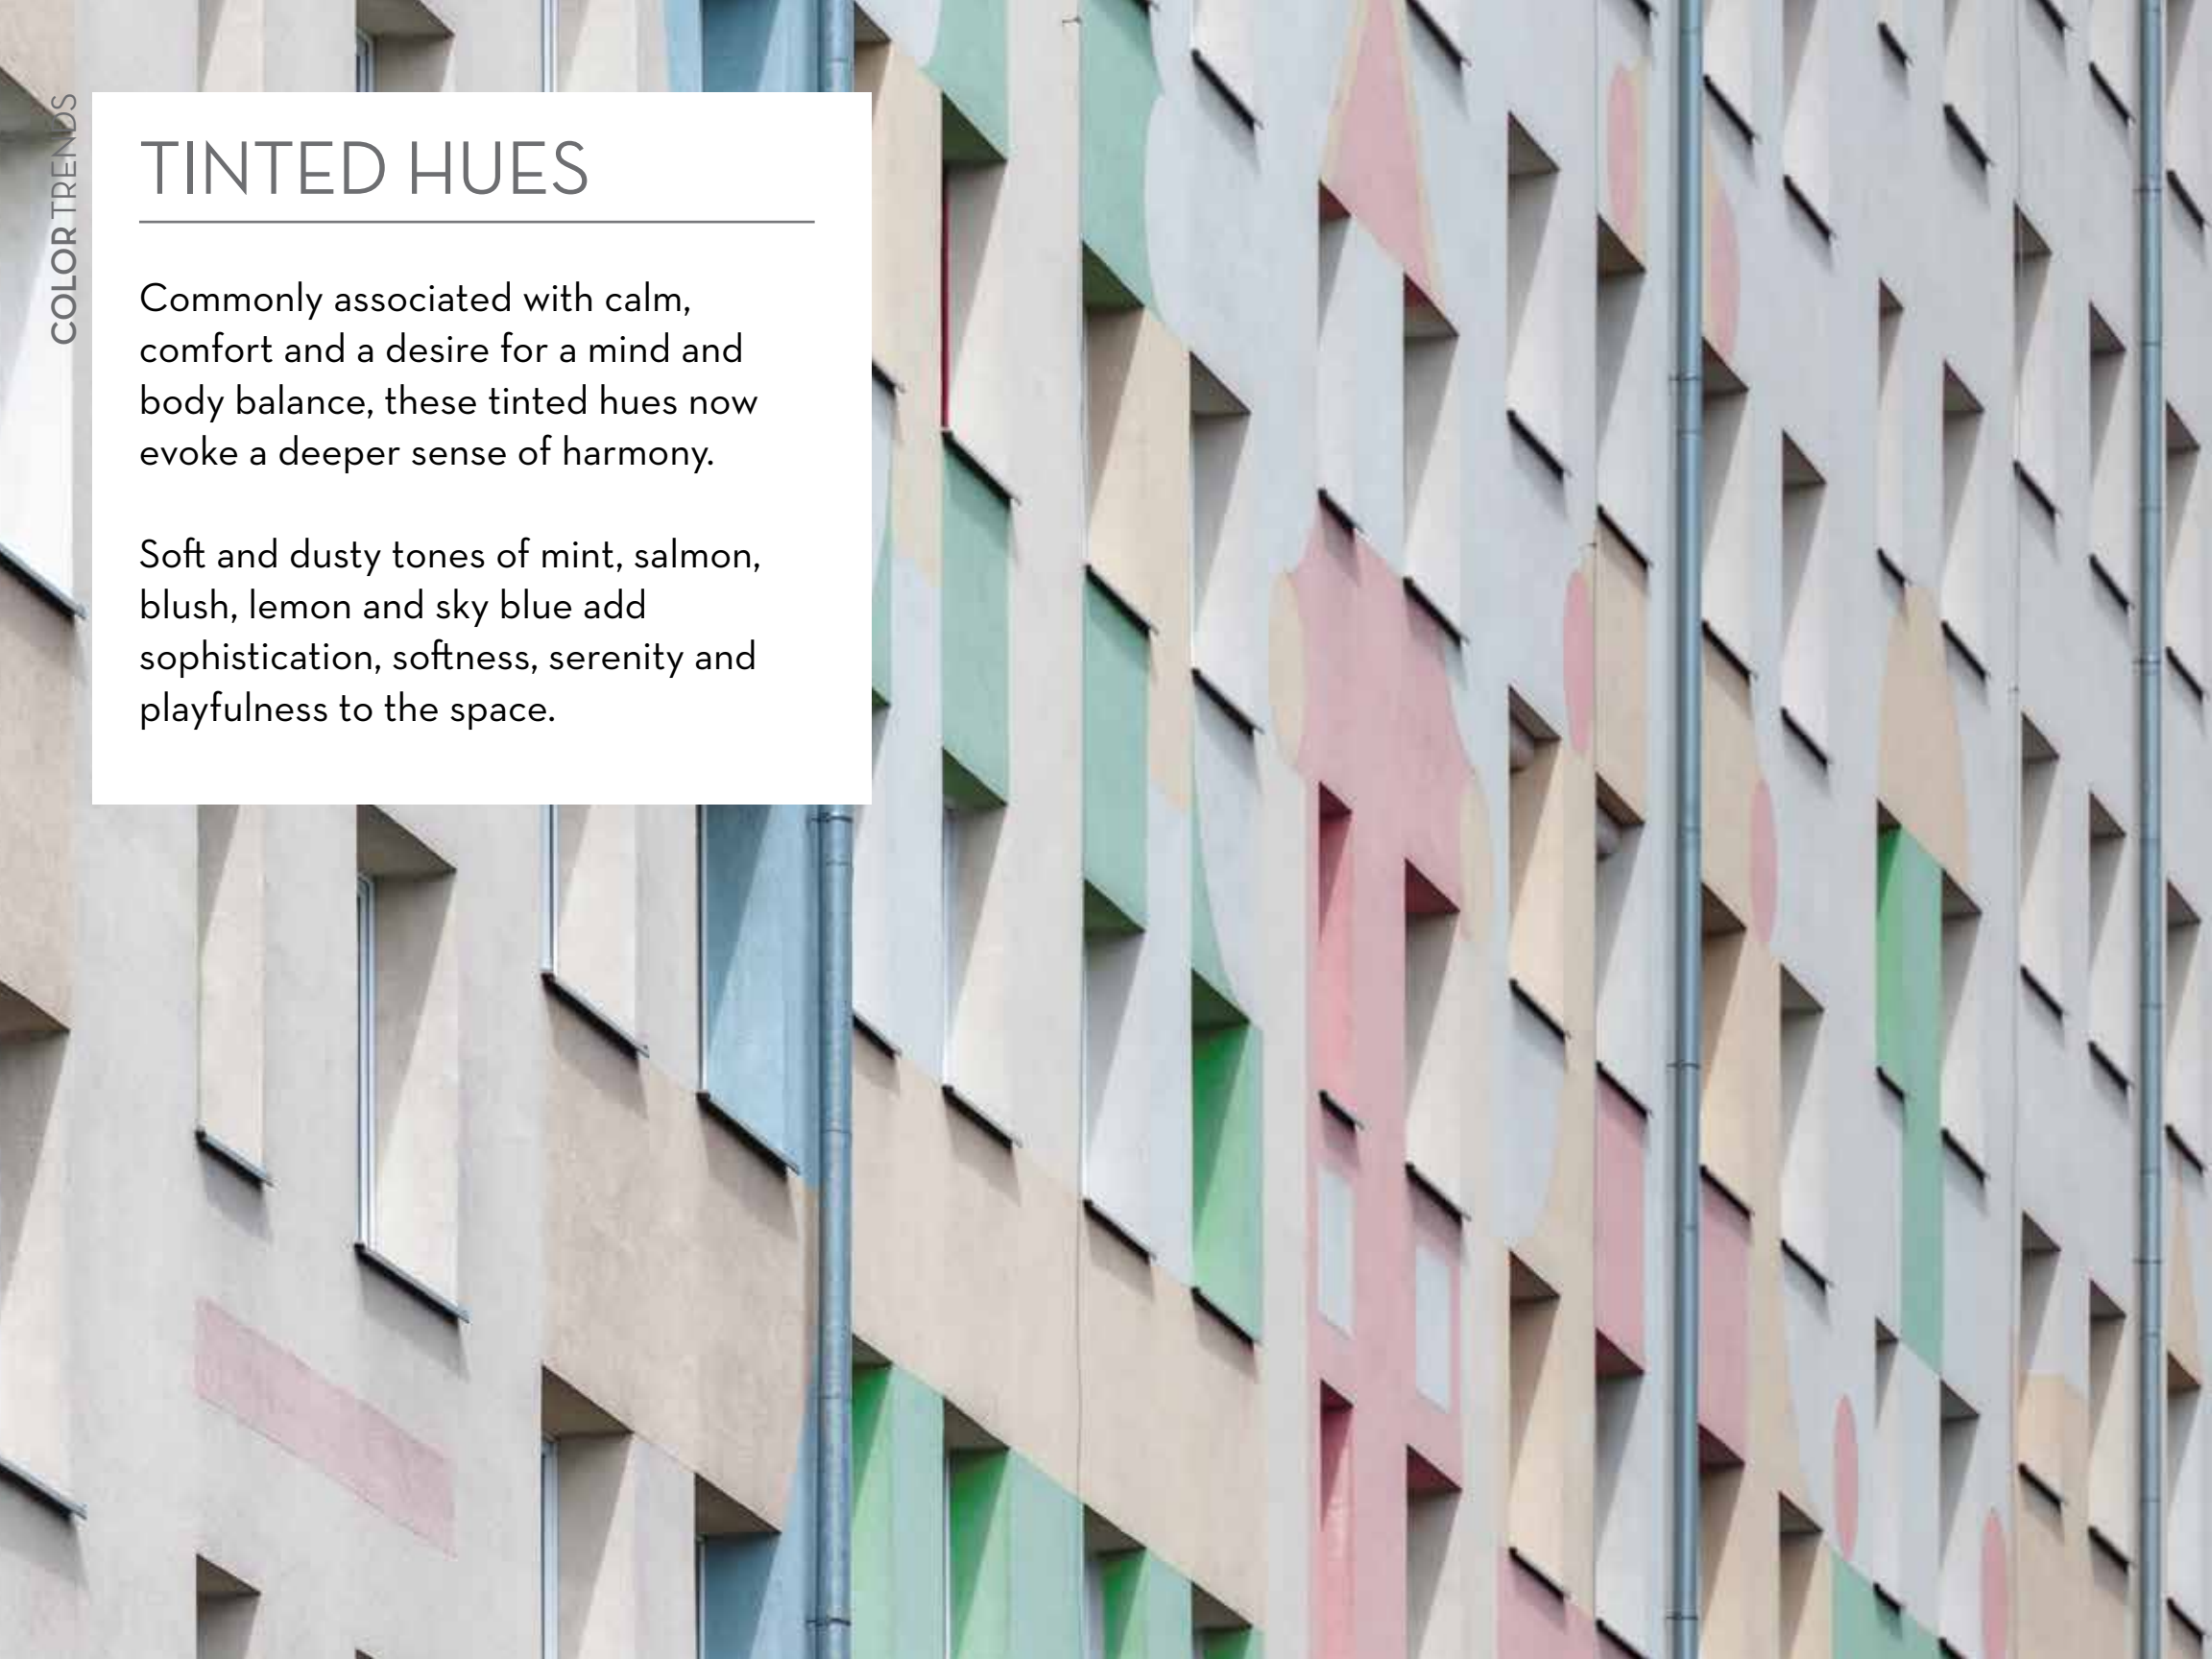 COLOR TRENDS
TINTED HUES
Commonly associated with calm,
comfort and a desire for a mind and
body balance, these tinted hues now
evoke a deeper sense of harmony.
Soft and dusty tones of mint, salmon,
blush, lemon and sky blue add
sophistication, softness, serenity and
playfulness to the space.